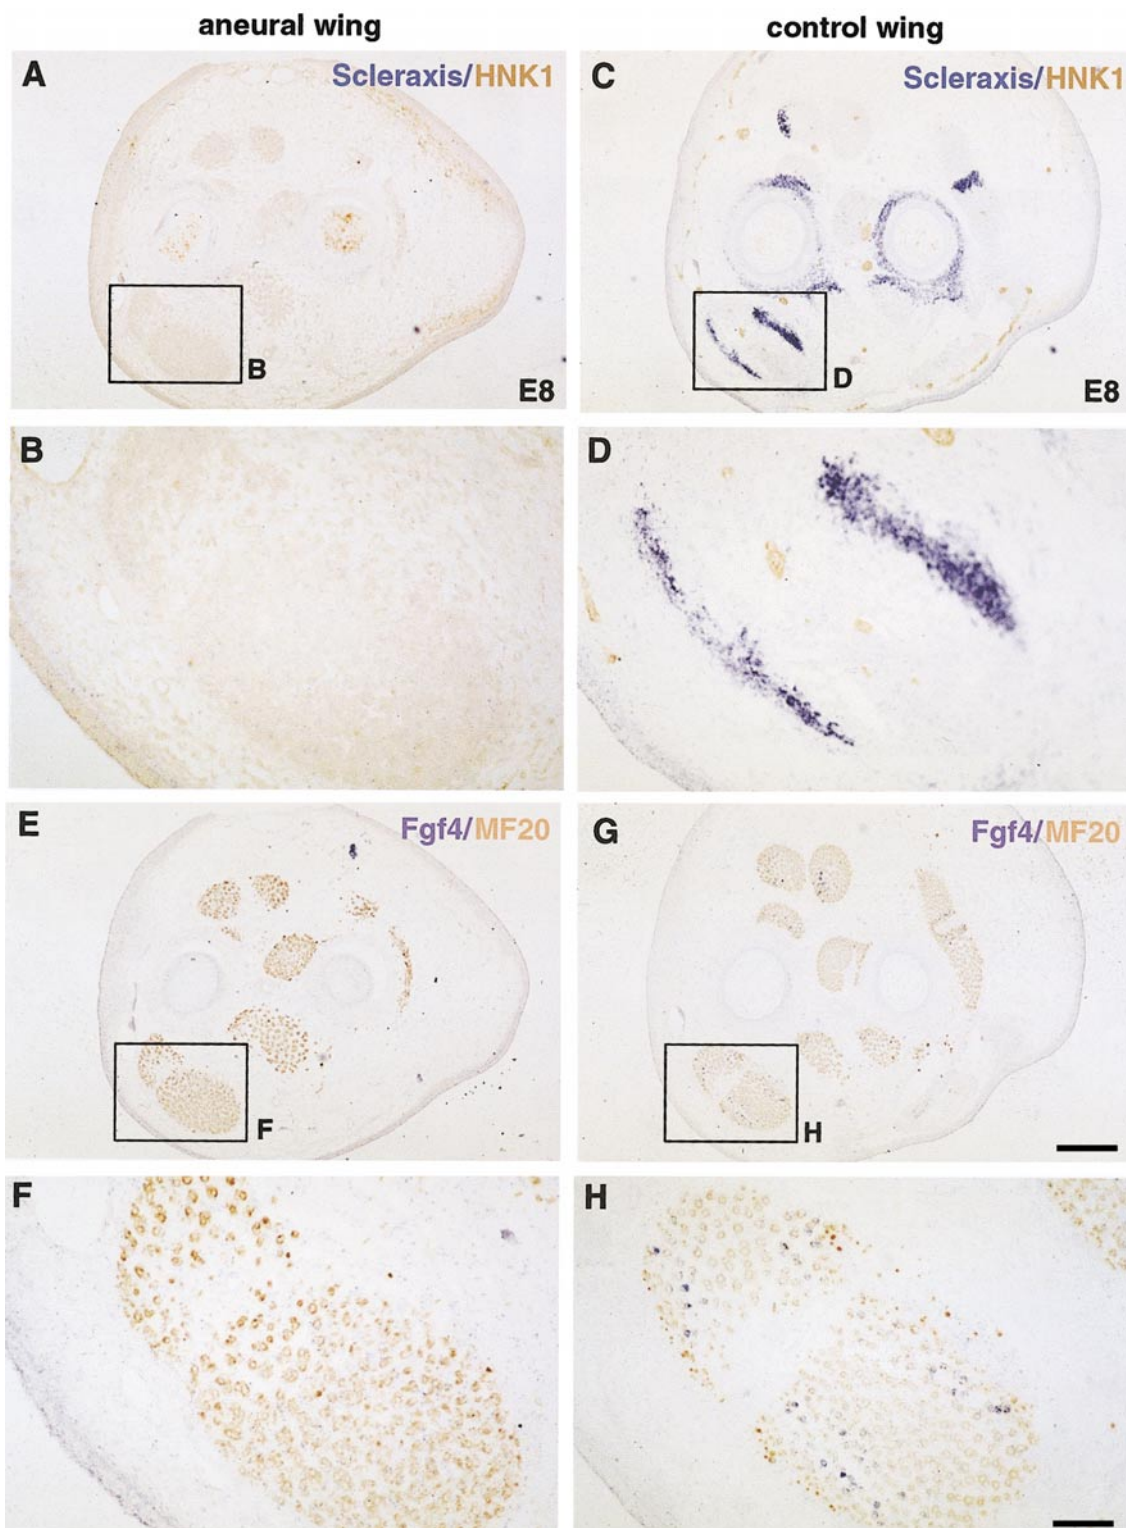 aneural wing
control wing
A
Scleraxis/HNK1
B
E8
C
Scleraxis/HNK1
D
E8
B
D
E
Fgf4/MF20
F
G
Fgf4/MF20
H
F
H